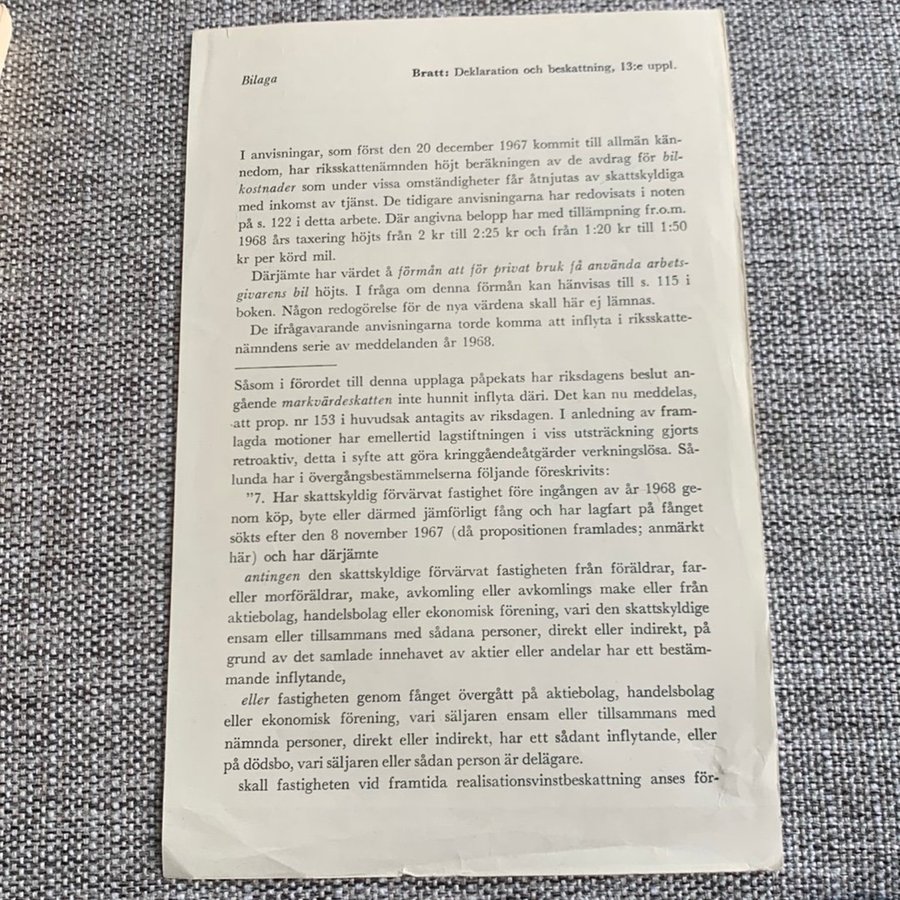 Bilaga
Bratt: Deklaration och beskattning, 13:e uppl.
I anvisningar, som först den 20 december 1967 kommit till allmän kän-
nedom, har riksskattenämnden höjt beräkningen av de avdrag för bil-
kostnader som under vissa omständigheter får åtnjutas av skattskyldiga
med inkomst av tjänst. De tidigare anvisningarna har redovisats i noten
på s. 122 i detta arbete. Där angivna belopp har med tillämpning fr.o.m.
1968 års taxering höjts från 2 kr till 2:25 kr och från 1:20 kr till 1:50
kr per körd mil.
Därjämte har värdet å förmån att för privat bruk få använda arbets-
givarens bil höjts. I fråga om denna förmån kan hänvisas till s. 115 i
boken. Någon redogörelse för de nya värdena skall här ej lämnas.
De ifrågavarande anvisningarna torde komma att inflyta i riksskatte-
nämndens serie av meddelanden år 1968.
Såsom i förordet till denna upplaga påpekats har riksdagens beslut an-
gående markvärdeskatten inte hunnit inflyta däri. Det kan nu meddelas,
att prop. nr 153 i huvudsak antagits av riksdagen. I anledning av fram-
lagda motioner har emellertid lagstiftningen i viss utsträckning gjorts
retroaktiv, detta i syfte att göra kringgåendeåtgärder verkningslösa. Så-
lunda har i övergångsbestämmelserna följande föreskrivits:
"7. Har skattskyldig förvärvat fastighet före ingången av år 1968 ge-
nom köp, byte eller därmed jämförligt fång och har lagfart på fånget
sökts efter den 8 november 1967 (då propositionen framlades; anmärkt
här) och har därjämte
antingen den skattskyldige förvärvat fastigheten från föräldrar, far-
eller morföräldrar, make, avkomling eller avkomlings make eller från
aktiebolag, handelsbolag eller ekonomisk förening, vari den skattskyldige
ensam eller tillsammans med sådana personer, direkt eller indirekt, på
grund av det samlade innehavet av aktier eller andelar har ett bestäm-
mande inflytande,
eller fastigheten genom fånget övergått på aktiebolag, handelsbolag
eller ekonomisk förening, vari säljaren ensam eller tillsammans med
nämnda personer, direkt eller indirekt, har ett sådant inflytande, eller
på dödsbo, vari säljaren eller sådan person är delägare.
skall fastigheten vid framtida realisationsvinstbeskattning anses för-